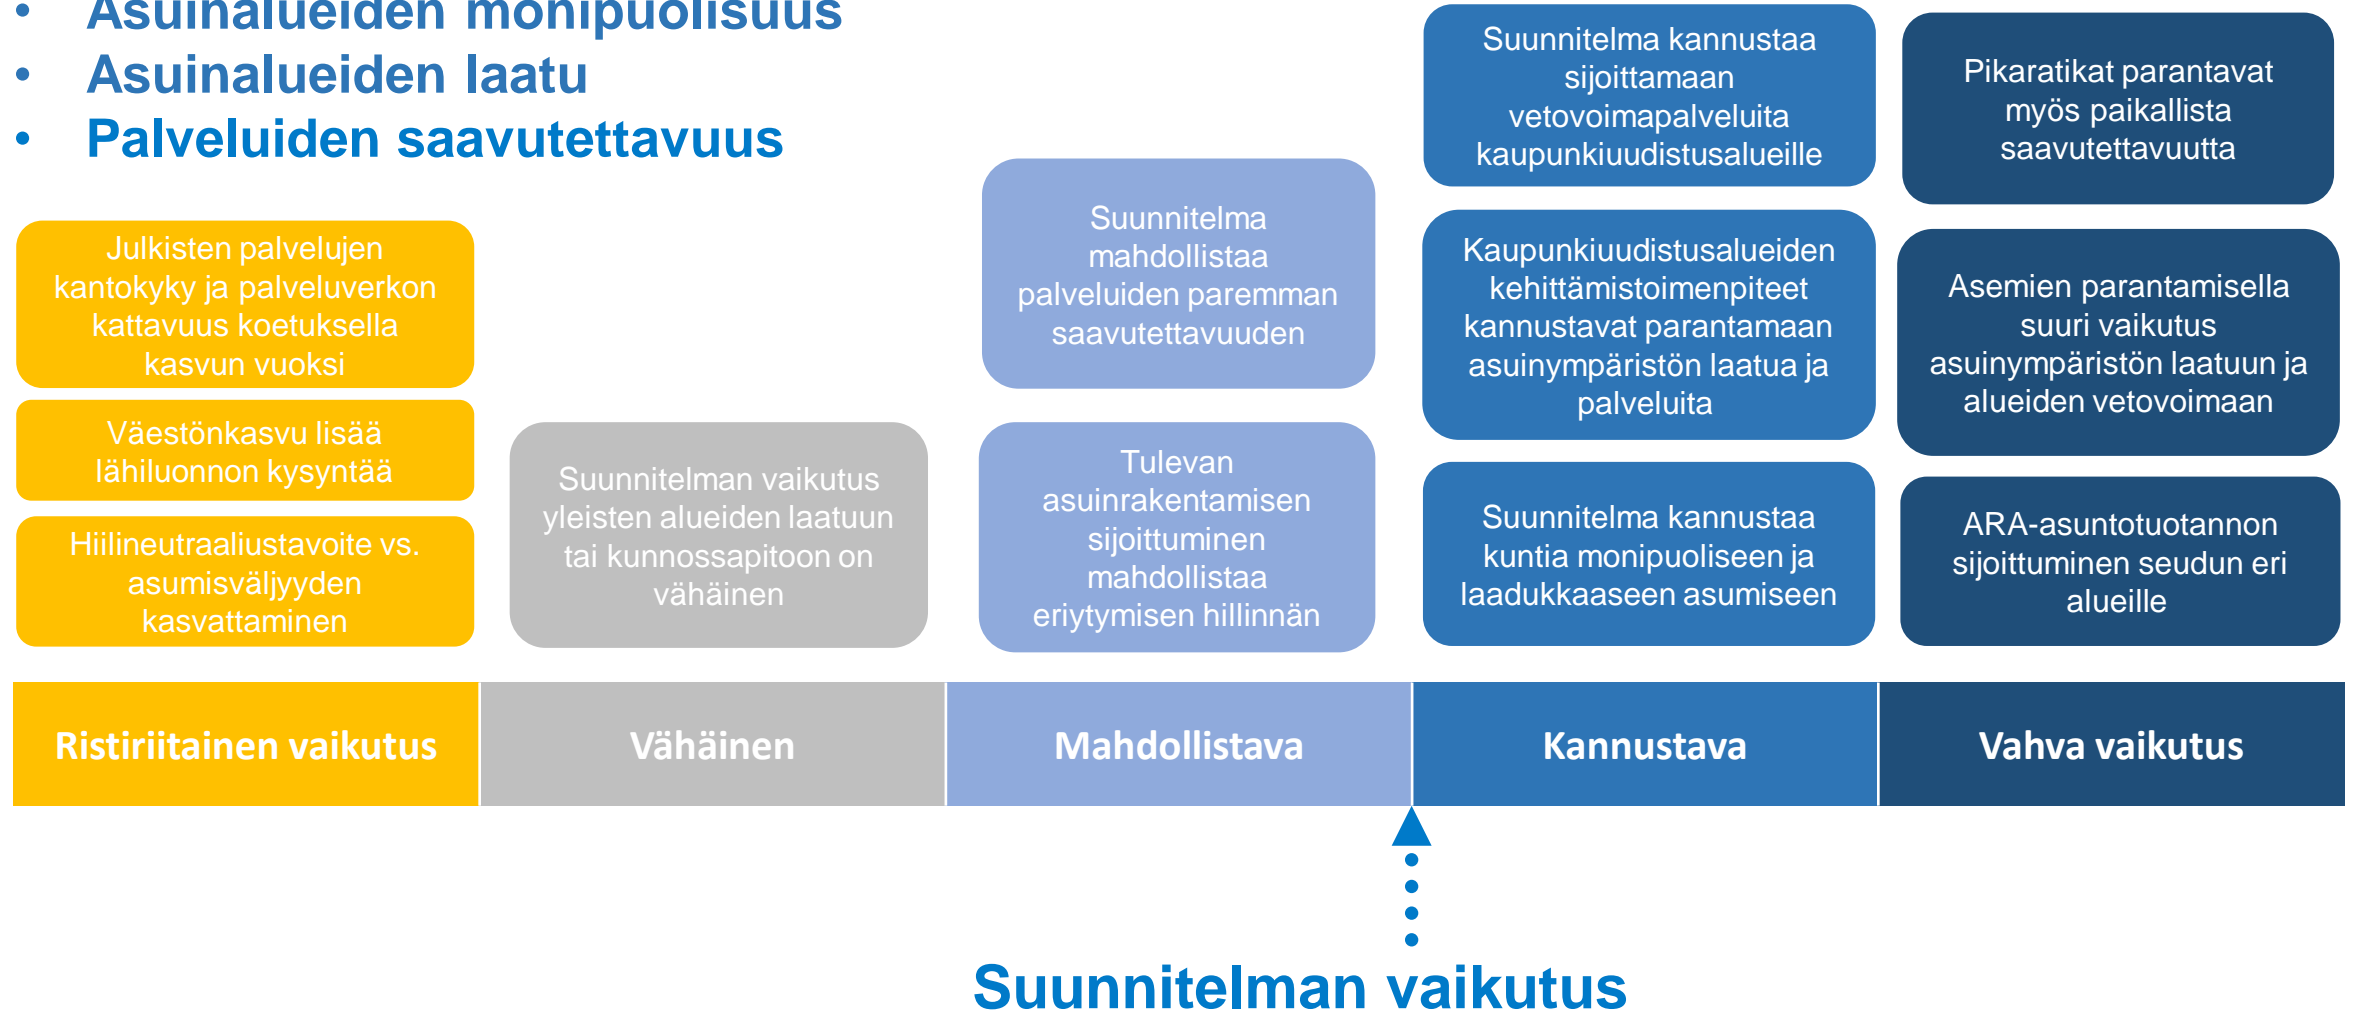 • Asuinalueiden monipuolisuus
• Asuinalueiden laatu
• Palveluiden saavutettavuus
Julkisten palvelujen
kantokyky ja palveluverkon
kattavuus koetuksella
kasvun vuoksi
Väestönkasvu lisää
lähiluonnon kysyntää
Hiilineutraaliustavoite vs.
asumisväljyyden
kasvattaminen
Suunnitelman vaikutus
yleisten alueiden laatuun
tai kunnossapitoon on
vähäinen
Suunnitelma
mahdollistaa
palveluiden paremman
saavutettavuuden
Tulevan
asuinrakentamisen
sijoittuminen
mahdollistaa
eriytymisen hillinnän
Suunnitelma kannustaa
sijoittamaan
vetovoimapalveluita
kaupunkiuudistusalueille
Kaupunkiuudistusalueiden
kehittämistoimenpiteet
kannustavat parantamaan
asuinympäristön laatua ja
palveluita
Suunnitelma kannustaa
kuntia monipuoliseen ja
laadukkaaseen asumiseen
Pikaratikat parantavat
myös paikallista
saavutettavuutta
Asemien parantamisella
suuri vaikutus
asuinympäristön laatuun ja
alueiden vetovoimaan
ARA-asuntotuotannon
sijoittuminen seudun eri
alueille
Ristiriitainen vaikutus
Vähäinen
Mahdollistava
Kannustava
Vahva vaikutus
Suunnitelman vaikutus